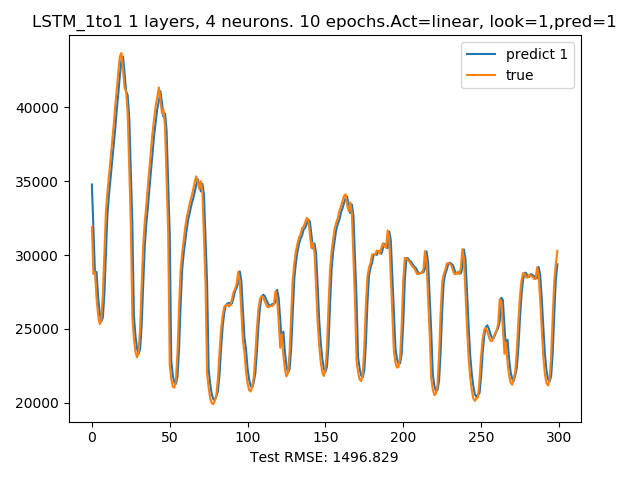 LSTM_1to1 1 layers, 4 neurons. 10 epochs.Act=linear, look=1,pred=1
predict 1
true
40000
35000
30000
25000
20000
0 50 100 150 200 250 300
Test RMSE: 1496.829